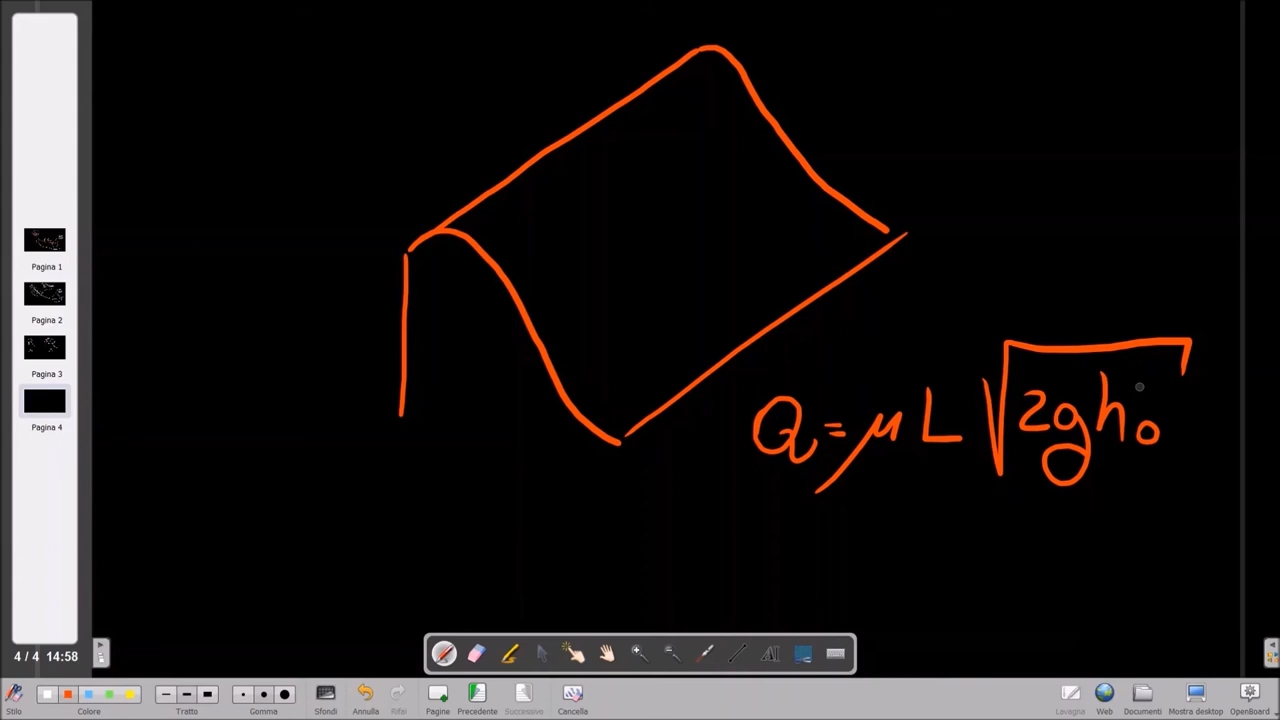 Pagina 1
Pagina 2
Pagina 3
Pagina 4
Q = μ L √2gh₀
4 / 4 14:58
Stilo
Colore
Tratto
Gomma
Sfondi
Annulla
Rifai
Pagine
Precedente
Successivo
Cancella
Lavagna
Web
Documenti
Mostra desktop
OpenBoard